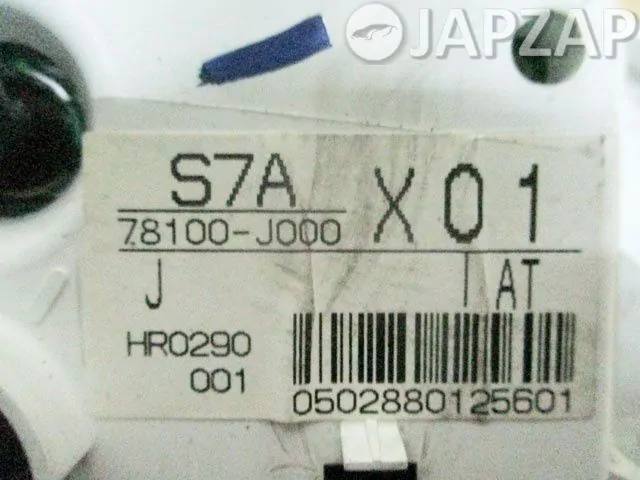 JAPZAP
S7A X01
78100-J000
J I AT
HR0290
001
0502880125601